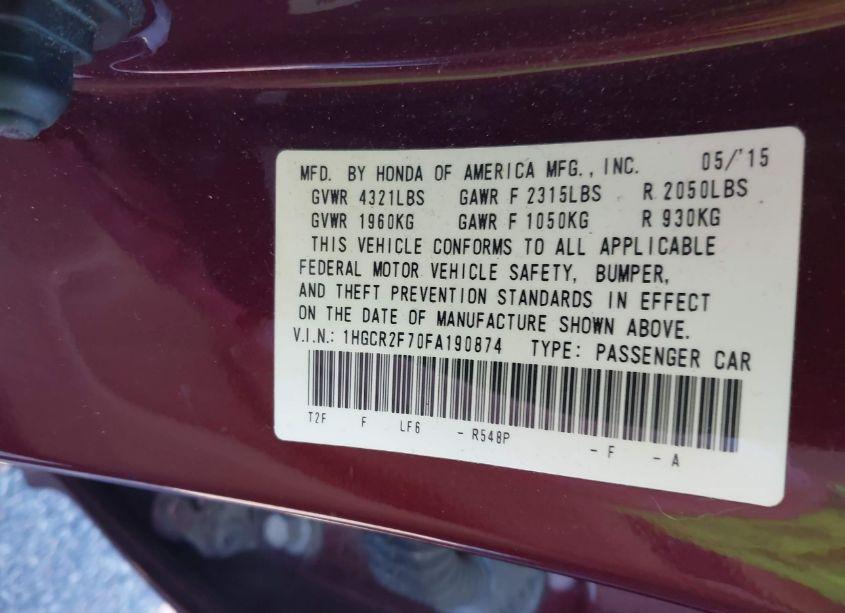 MFD. BY HONDA OF AMERICA MFG., INC. 05/'15
GVWR 4321LBS GAWR F 2315LBS R 2050LBS
GVWR 1960KG GAWR F 1050KG R 930KG
THIS VEHICLE CONFORMS TO ALL APPLICABLE
FEDERAL MOTOR VEHICLE SAFETY, BUMPER,
AND THEFT PREVENTION STANDARDS IN EFFECT
ON THE DATE OF MANUFACTURE SHOWN ABOVE.
V.I.N.: 1HGCR2F70FA190874 TYPE: PASSENGER CAR
T2F F LF6 - R548P - F - A